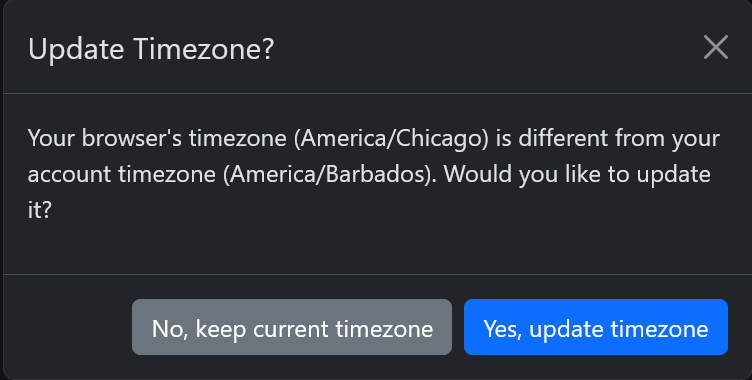 Update Timezone?
Your browser's timezone (America/Chicago) is different from your
account timezone (America/Barbados). Would you like to update
it?
No, keep current timezone
Yes, update timezone